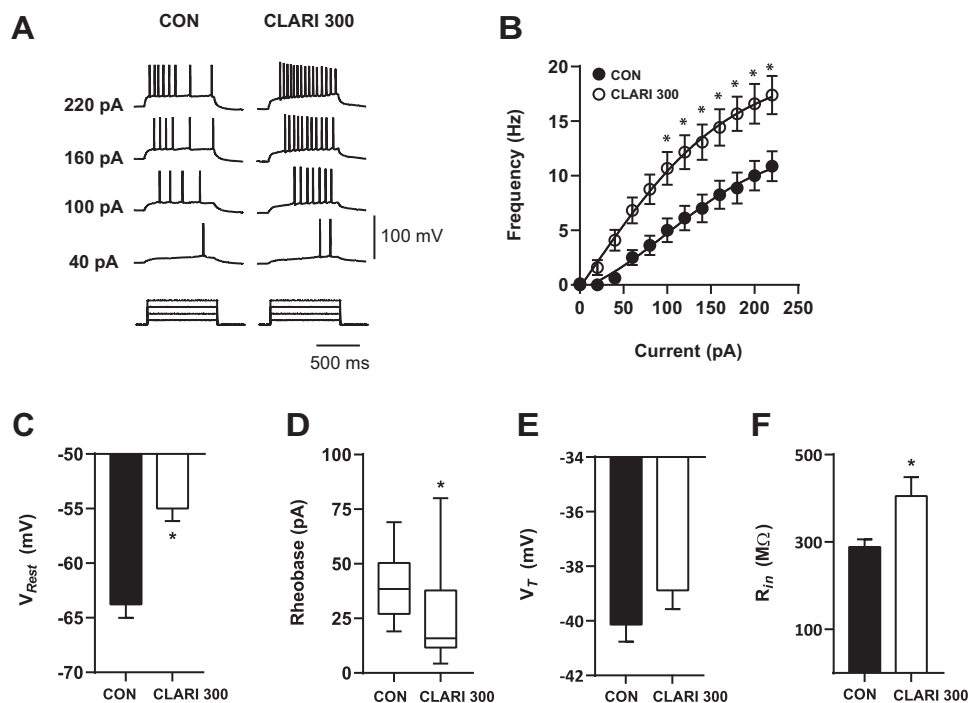 A
CON
CLARI 300
220 pA
160 pA
100 pA
40 pA
100 mV
500 ms
B
CON
CLARI 300
Frequency (Hz)
20
15
10
5
0
* * * * * * *
0 50 100 150 200 250
Current (pA)
C
V_Rest (mV)
-50
-55
-60
-65
-70
*
CON
CLARI 300
D
Rheobase (pA)
100
75
50
25
0
*
CON
CLARI 300
E
V_T (mV)
-34
-36
-38
-40
-42
CON
CLARI 300
F
R_in (MΩ)
500
300
100
*
CON
CLARI 300